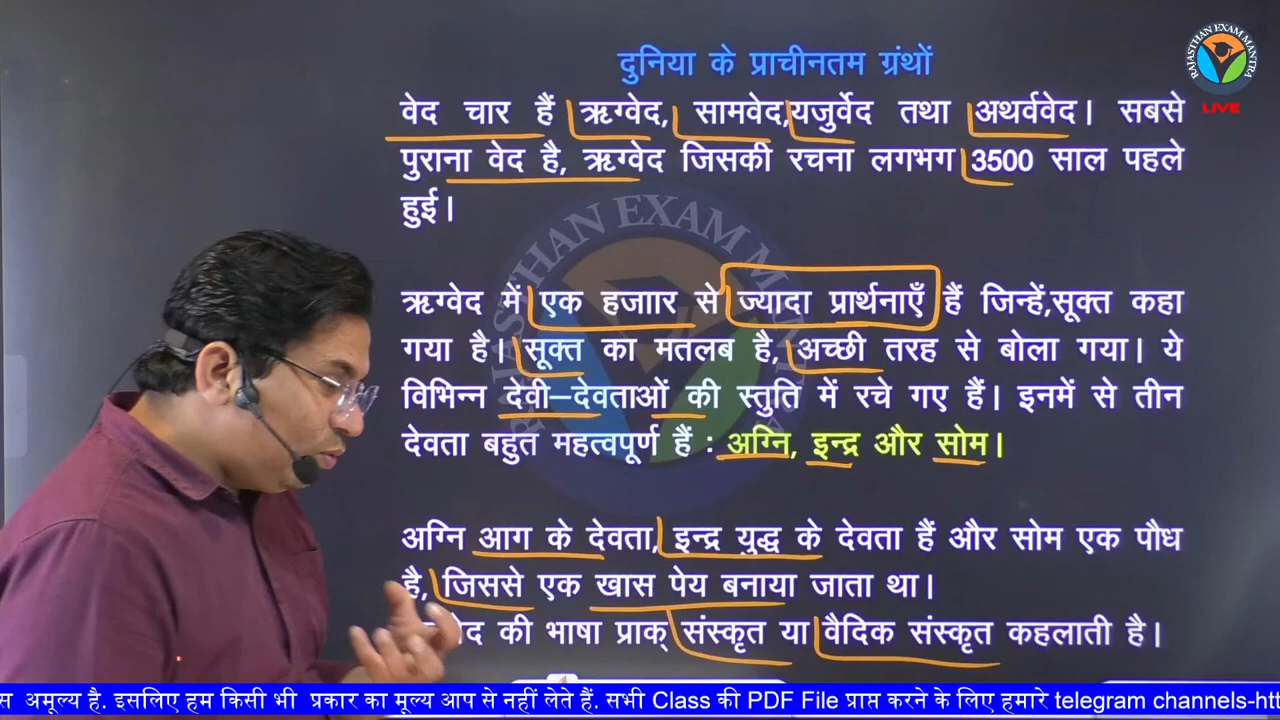 दुनिया के प्राचीनतम ग्रंथों
RAJASTHAN EXAM MANTRA
LIVE
वेद चार हैं ऋग्वेद, सामवेद,यजुर्वेद तथा अथर्ववेद। सबसे
पुराना वेद है, ऋग्वेद जिसकी रचना लगभग 3500 साल पहले
हुई।
RAJASTHAN EXAM
ऋग्वेद में एक हजाार से ज्यादा प्रार्थनाएँ हैं जिन्हें,सूक्त कहा
गया है। सूक्त का मतलब है, अच्छी तरह से बोला गया। ये
विभिन्न देवी–देवताओं की स्तुति में रचे गए हैं। इनमें से तीन
देवता बहुत महत्वपूर्ण हैं : अग्नि, इन्द्र और सोम।
अग्नि आग के देवता, इन्द्र युद्ध के देवता हैं और सोम एक पौध
है, जिससे एक खास पेय बनाया जाता था।
की भाषा प्राक् संस्कृत या वैदिक संस्कृत कहलाती है।
अमूल्य है. इसलिए हम किसी भी प्रकार का मूल्य आप से नहीं लेते हैं. सभी Class की PDF File प्राप्त करने के लिए हमारे telegram channels-htt